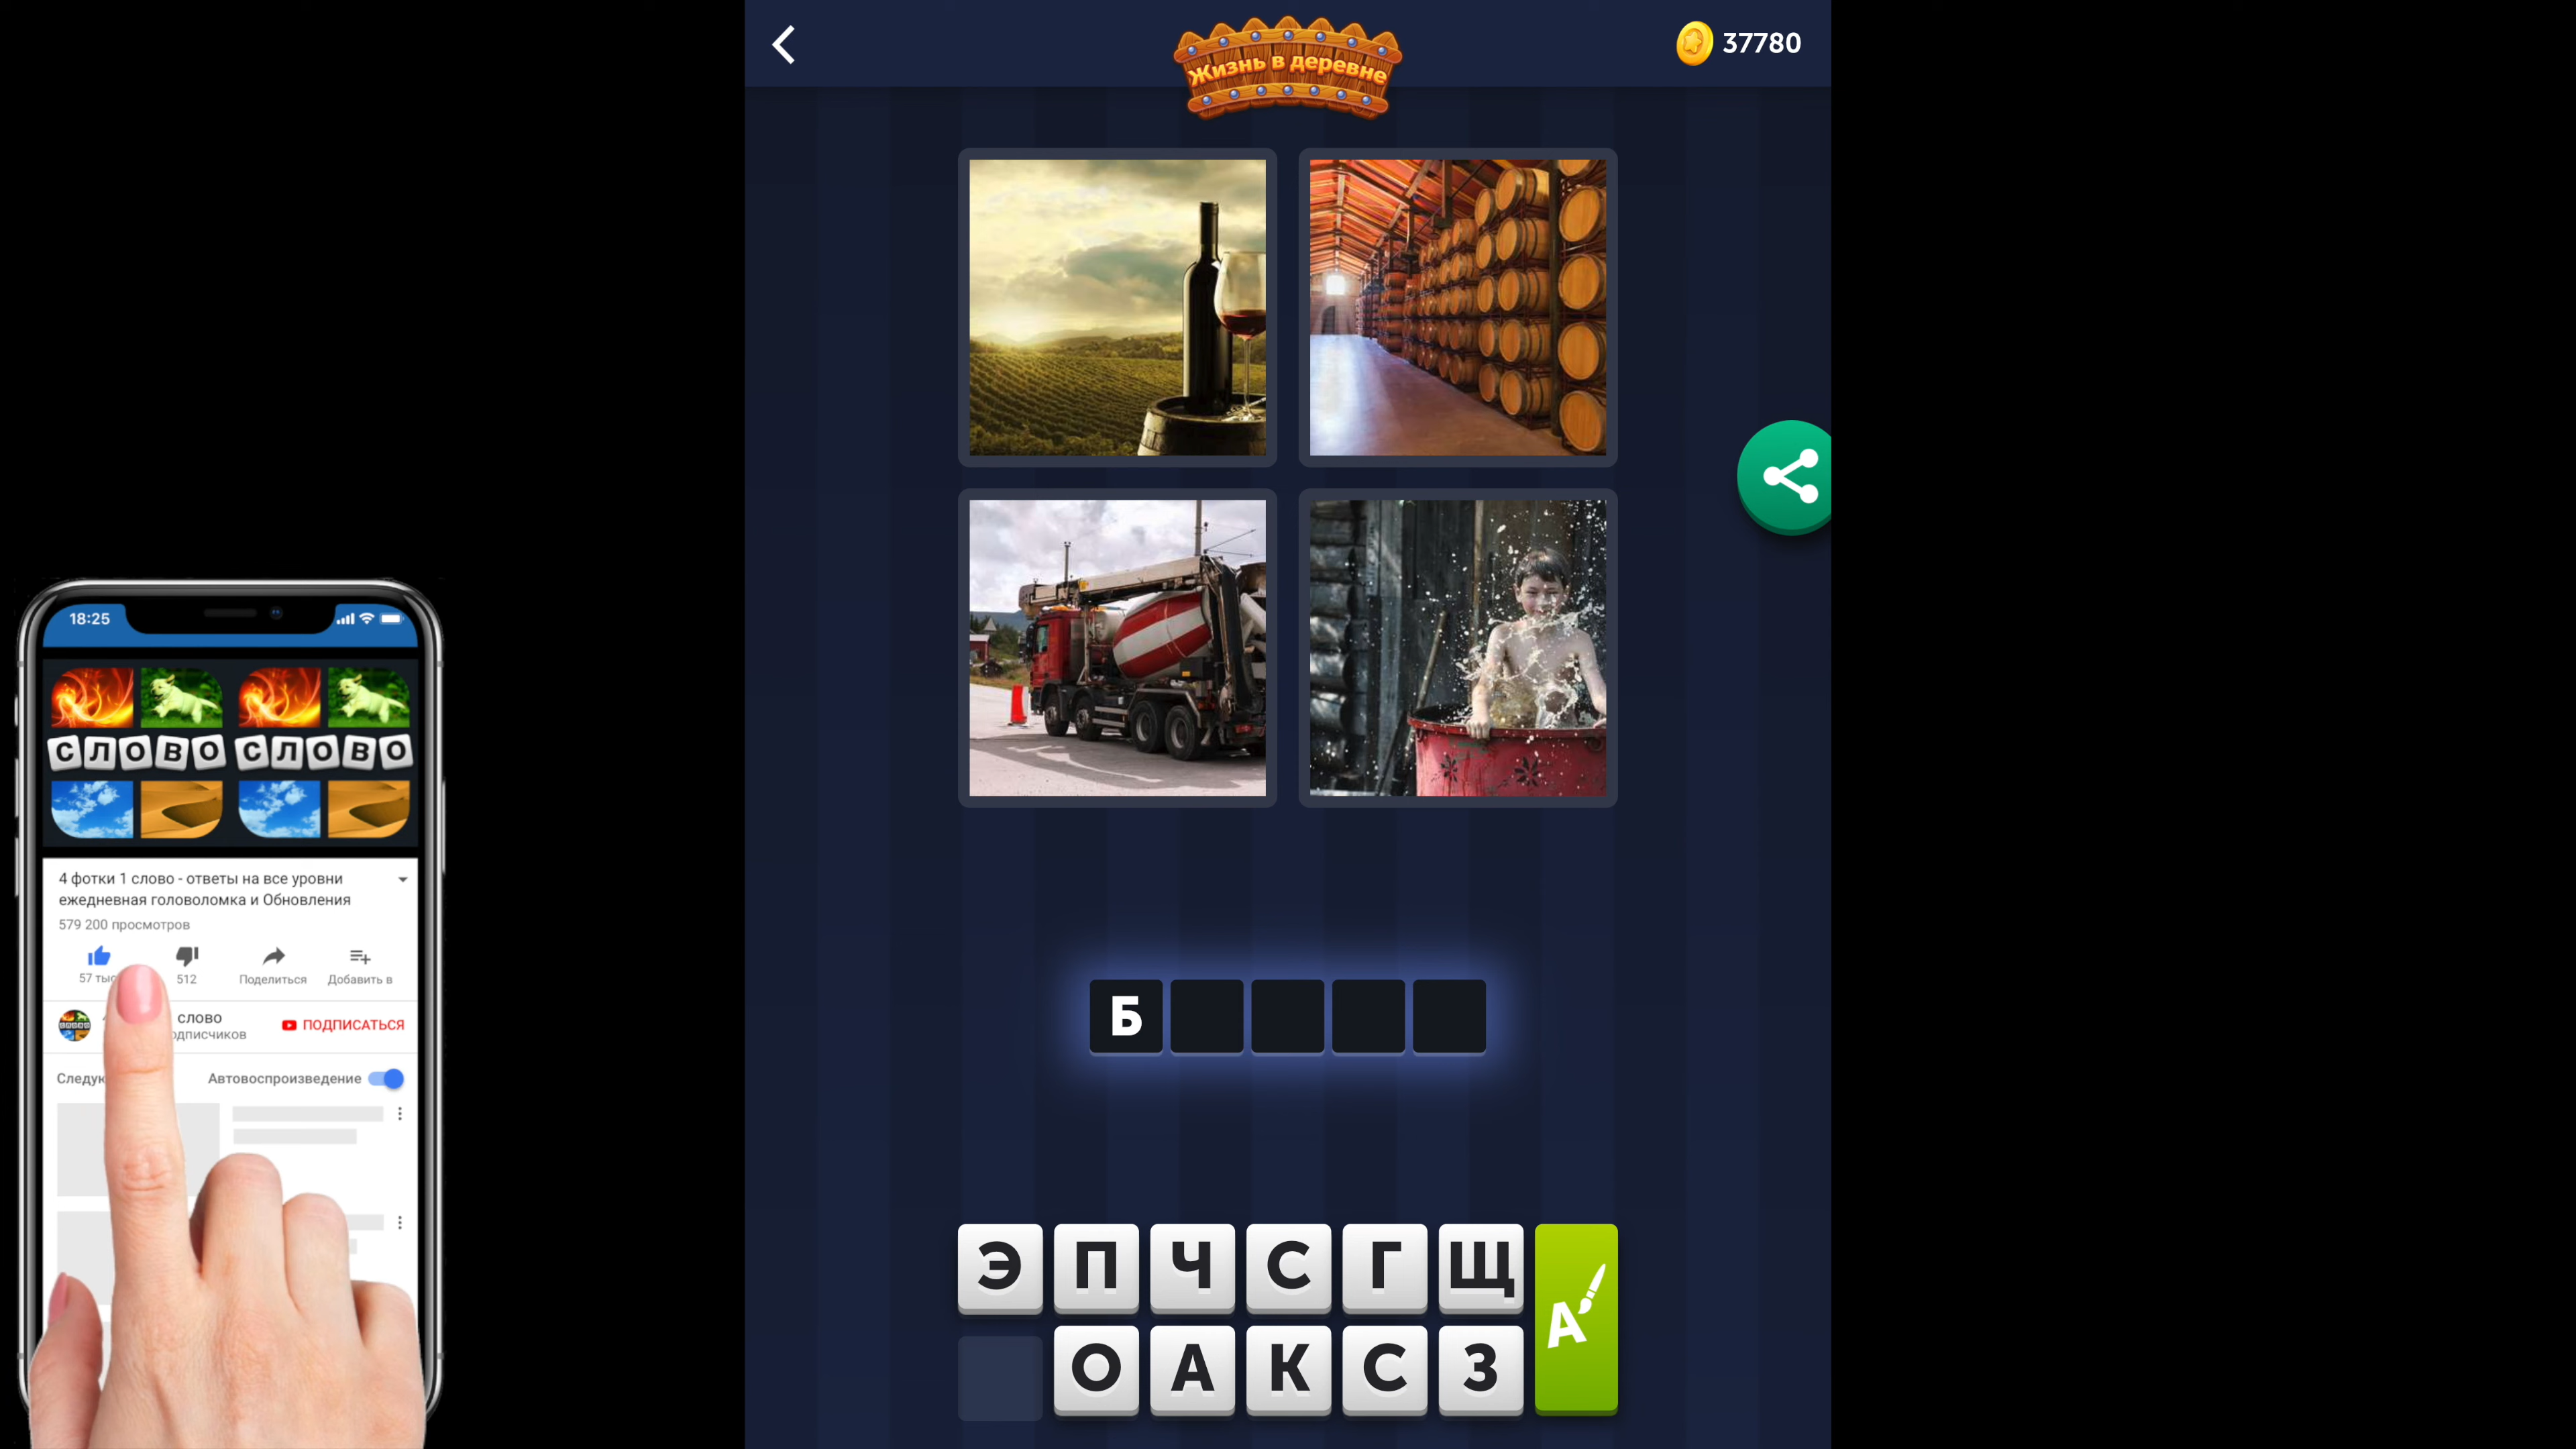 Жизнь в деревне
37780
18:25
СЛОВО СЛОВО
4 фотки 1 слово - ответы на все уровни
ежедневная головоломка и Обновления
579 200 просмотров
57 512 Поделиться Добавить в
слово
ПОДПИСАТЬСЯ
Автовоспроизведение
Б
Э П Ч С Г Щ
О А К С З
А